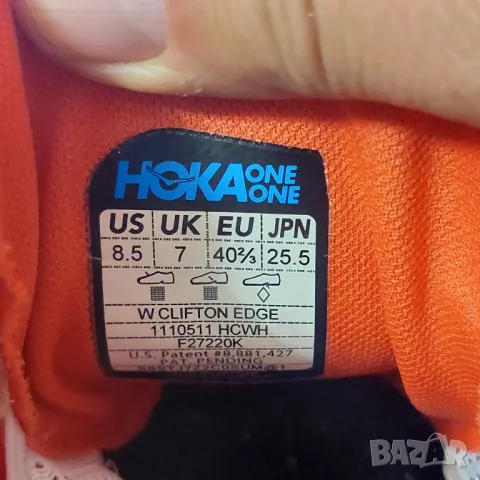 HOKA ONE ONE
US UK EU JPN
8.5 7 40⅔ 25.5
W CLIFTON EDGE
1110511 HCWH
F27220K
U.S. Patent #8,881,427
PAT. PENDING
BAZAR